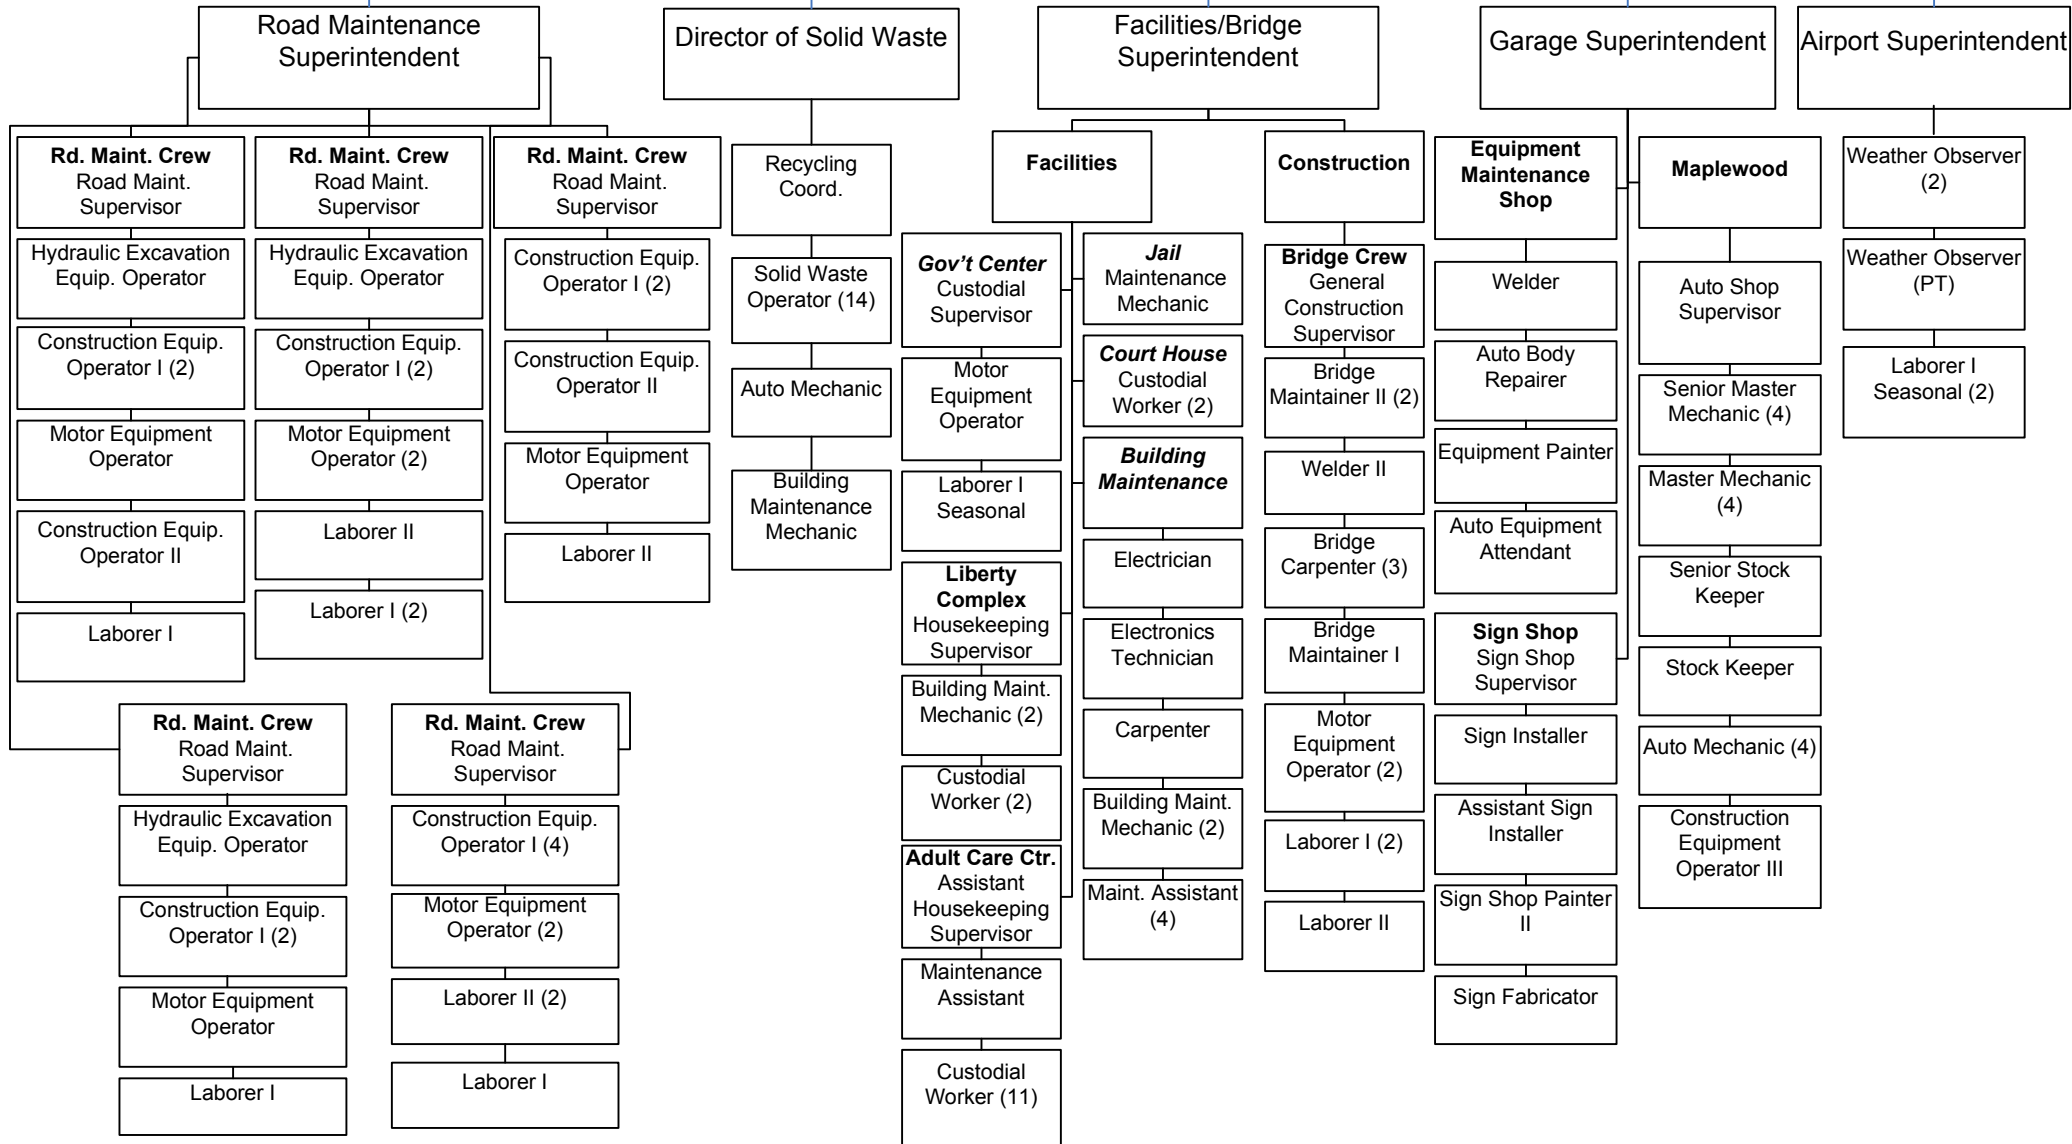 Road Maintenance
Superintendent
Director of Solid Waste
Facilities/Bridge
Superintendent
Garage Superintendent
Airport Superintendent
Rd. Maint. Crew
Road Maint.
Supervisor
Hydraulic Excavation
Equip. Operator
Construction Equip.
Operator I (2)
Motor Equipment
Operator
Construction Equip.
Operator II
Laborer I
Rd. Maint. Crew
Road Maint.
Supervisor
Hydraulic Excavation
Equip. Operator
Construction Equip.
Operator I (2)
Motor Equipment
Operator (2)
Laborer II
Laborer I (2)
Rd. Maint. Crew
Road Maint.
Supervisor
Construction Equip.
Operator I (2)
Construction Equip.
Operator II
Motor Equipment
Operator
Laborer II
Rd. Maint. Crew
Road Maint.
Supervisor
Hydraulic Excavation
Equip. Operator
Construction Equip.
Operator I (2)
Motor Equipment
Operator
Laborer I
Rd. Maint. Crew
Road Maint.
Supervisor
Construction Equip.
Operator I (4)
Motor Equipment
Operator (2)
Laborer II (2)
Laborer I
Recycling
Coord.
Solid Waste
Operator (14)
Auto Mechanic
Building
Maintenance
Mechanic
Facilities
Gov’t Center
Custodial
Supervisor
Motor
Equipment
Operator
Laborer I
Seasonal
Liberty
Complex
Housekeeping
Supervisor
Building Maint.
Mechanic (2)
Custodial
Worker (2)
Adult Care Ctr.
Assistant
Housekeeping
Supervisor
Maintenance
Assistant
Custodial
Worker (11)
Jail
Maintenance
Mechanic
Court House
Custodial
Worker (2)
Building
Maintenance
Electrician
Electronics
Technician
Carpenter
Building Maint.
Mechanic (2)
Maint. Assistant
(4)
Construction
Bridge Crew
General
Construction
Supervisor
Bridge
Maintainer II (2)
Welder II
Bridge
Carpenter (3)
Bridge
Maintainer I
Motor
Equipment
Operator (2)
Laborer I (2)
Laborer II
Equipment
Maintenance
Shop
Welder
Auto Body
Repairer
Equipment Painter
Auto Equipment
Attendant
Sign Shop
Sign Shop
Supervisor
Sign Installer
Assistant Sign
Installer
Sign Shop Painter
II
Sign Fabricator
Maplewood
Auto Shop
Supervisor
Senior Master
Mechanic (4)
Master Mechanic
(4)
Senior Stock
Keeper
Stock Keeper
Auto Mechanic (4)
Construction
Equipment
Operator III
Weather Observer
(2)
Weather Observer
(PT)
Laborer I
Seasonal (2)